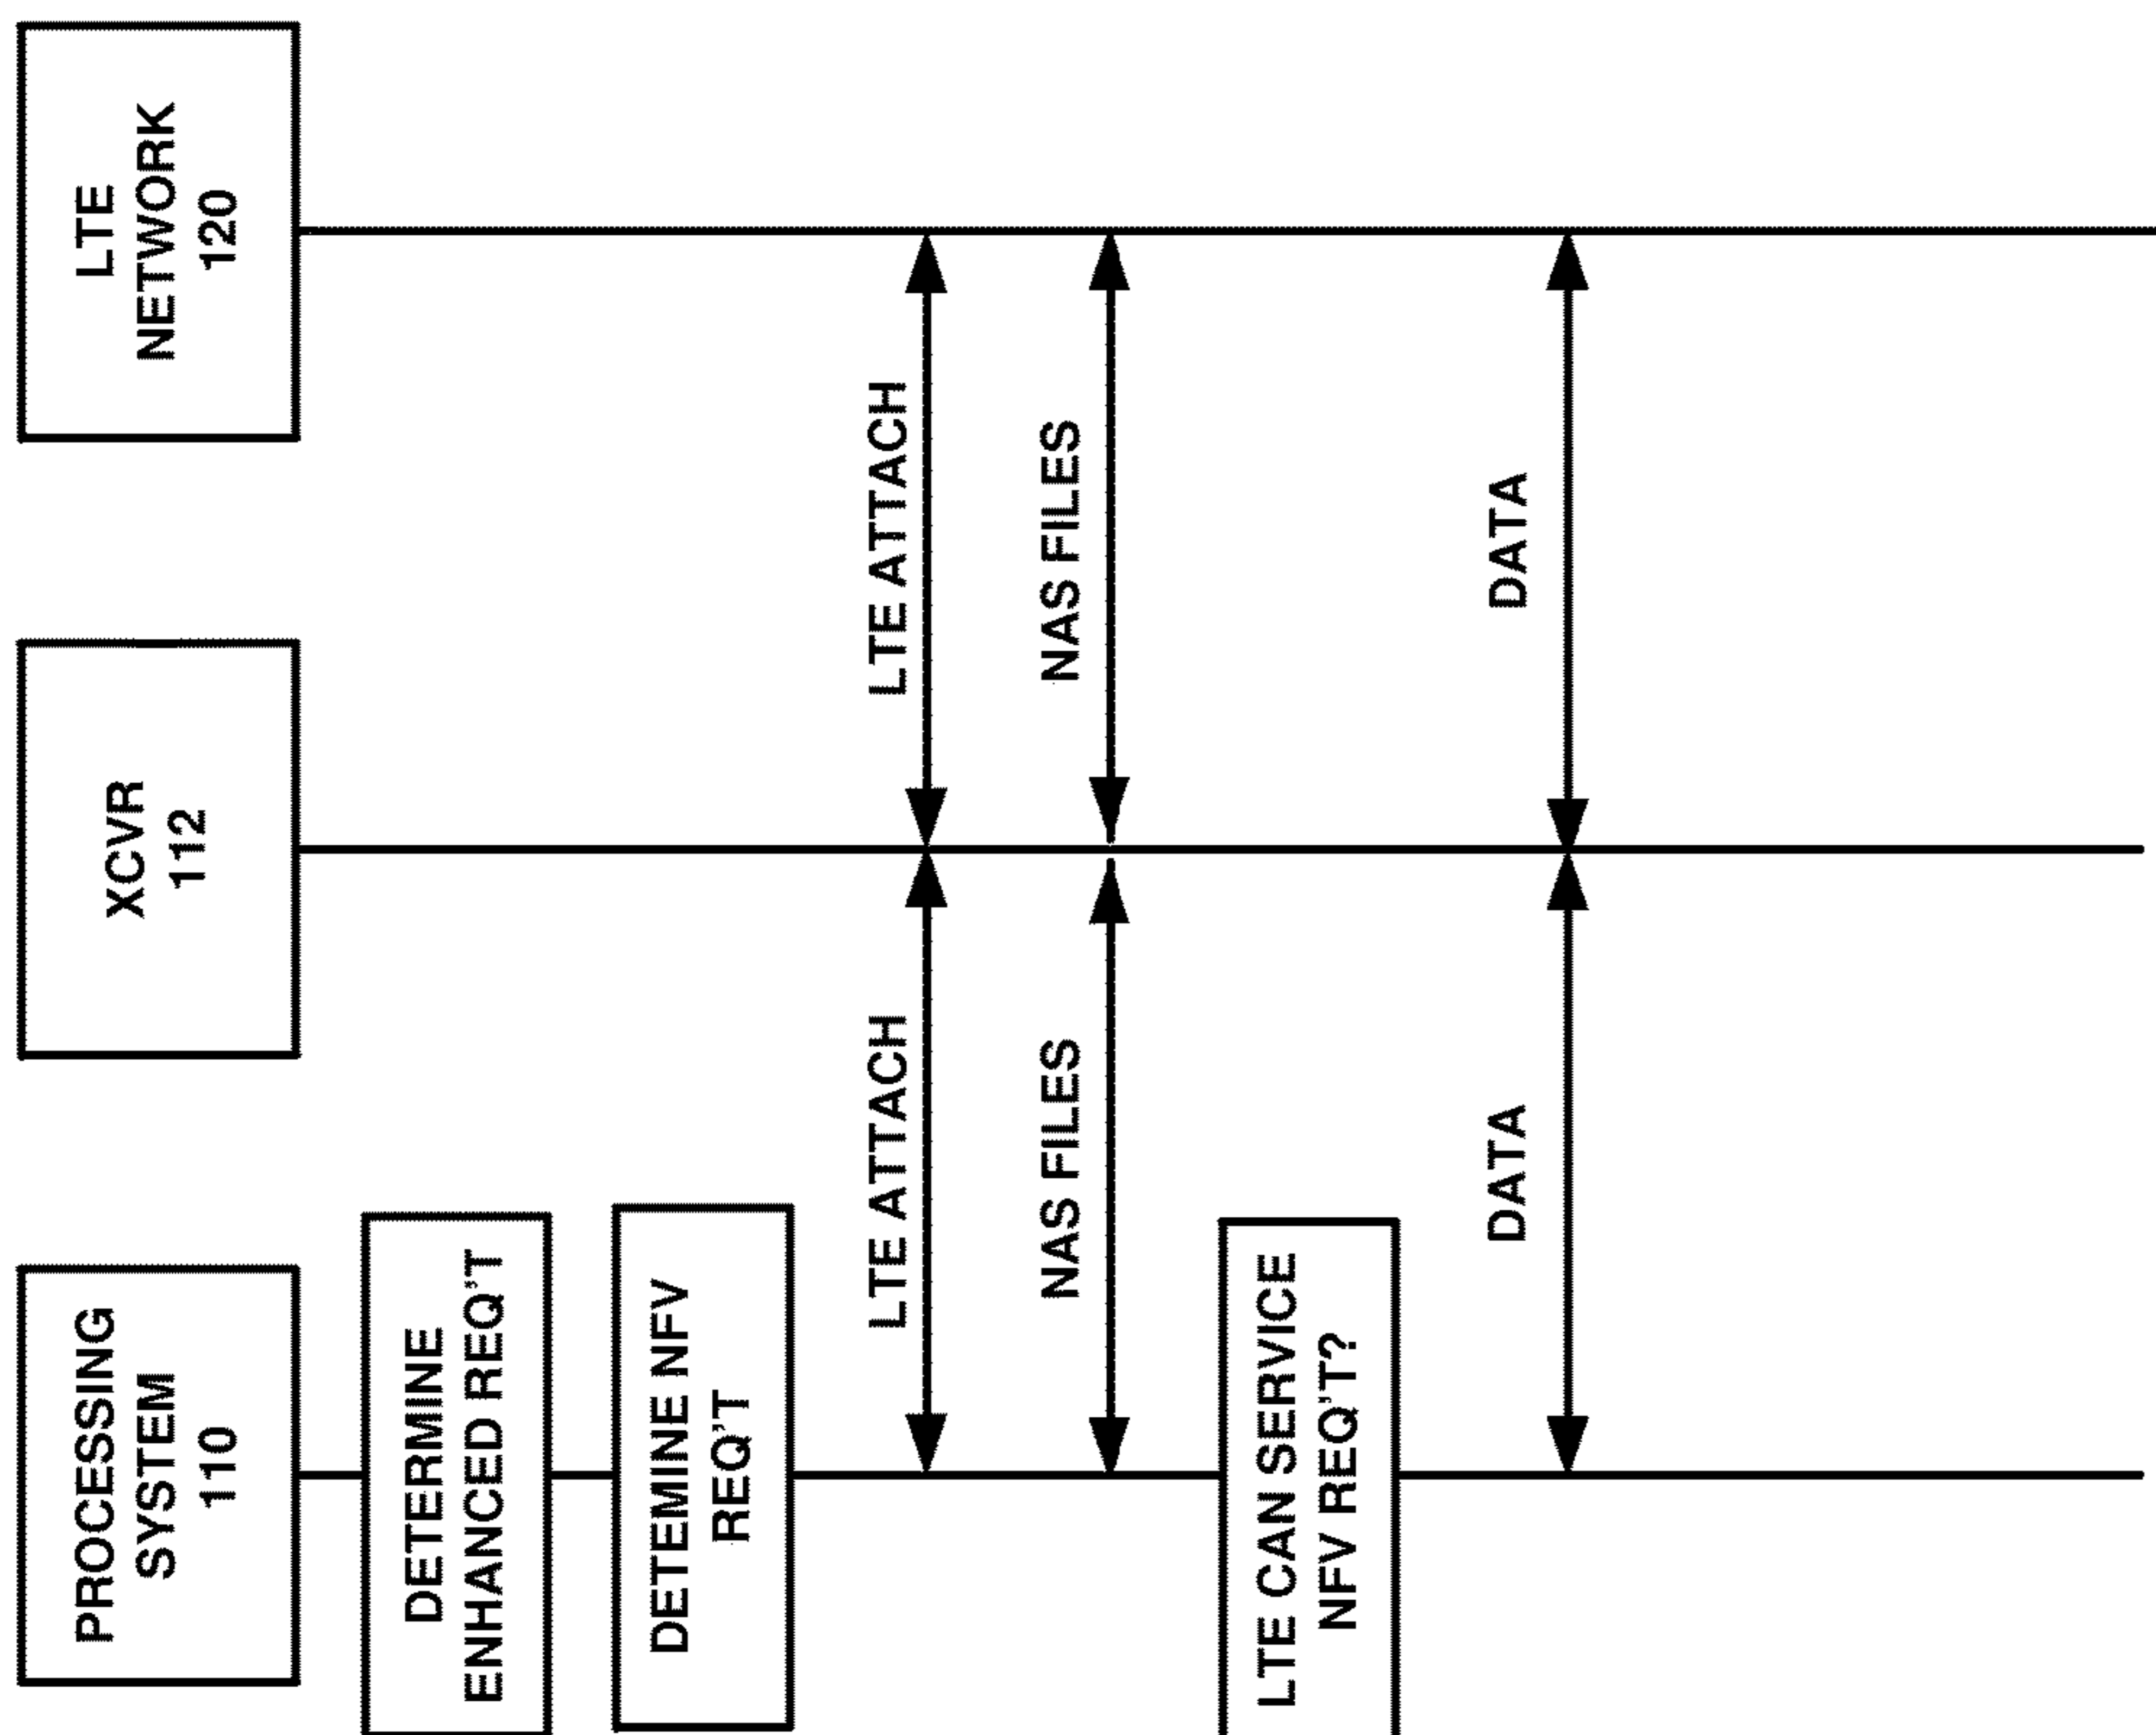 PROCESSING
SYSTEM
110
XCVR
112
LTE
NETWORK
120
DETERMINE
ENHANCED REQ'T
DETEMINE NFV
REQ'T
LTE ATTACH
LTE ATTACH
NAS FILES
NAS FILES
LTE CAN SERVICE
NFV REQ'T?
DATA
DATA